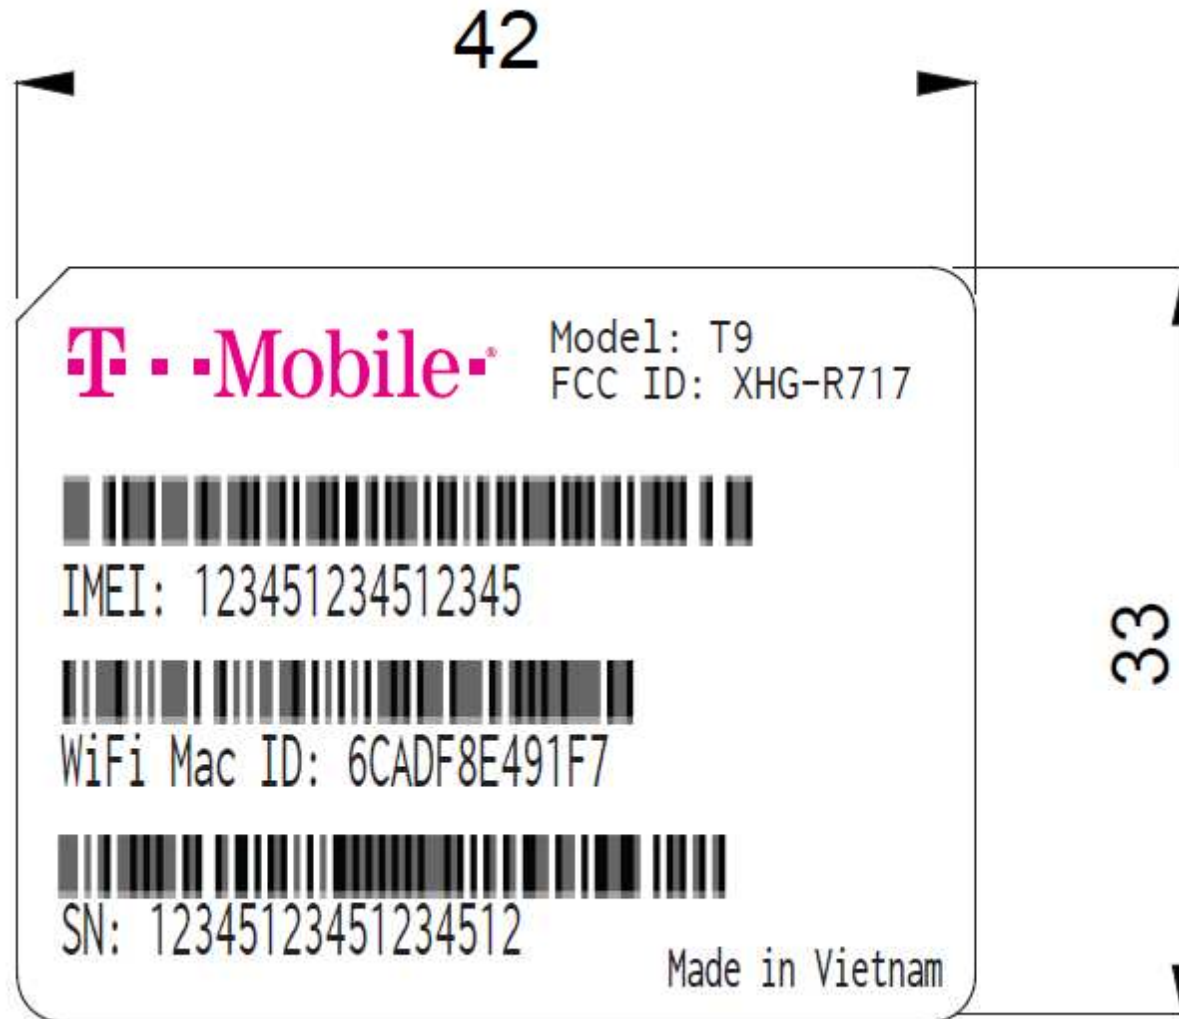 42
T··Mobile·®
Model: T9
FCC ID: XHG-R717
IMEI: 123451234512345
33
WiFi Mac ID: 6CADF8E491F7
SN: 12345123451234512
Made in Vietnam